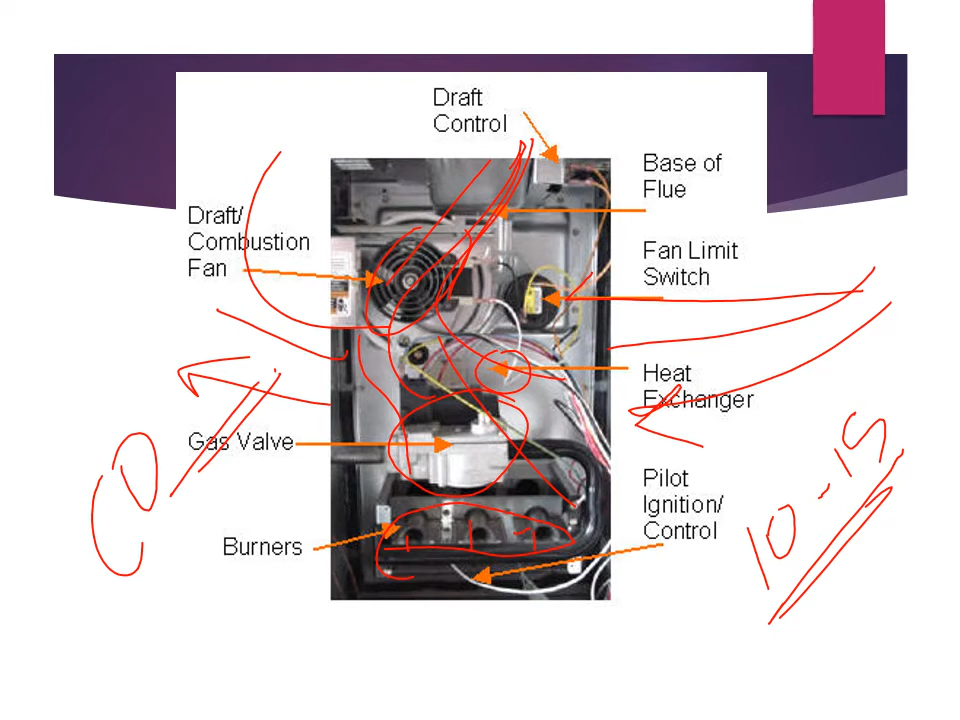 Draft
Control
Base of
Flue
Draft/
Combustion
Fan
Fan Limit
Switch
Heat
Exchanger
Gas Valve
CO
10-15
Pilot
Ignition/
Control
Burners